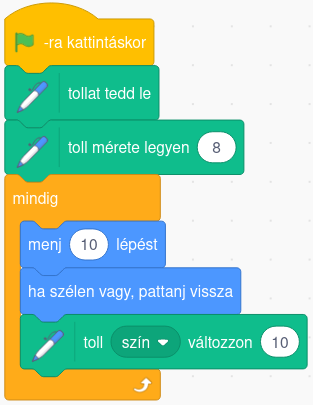 -ra kattintáskor
tollat tedd le
toll mérete legyen 8
mindig
menj 10 lépést
ha szélen vagy, pattanj vissza
toll szín változzon 10